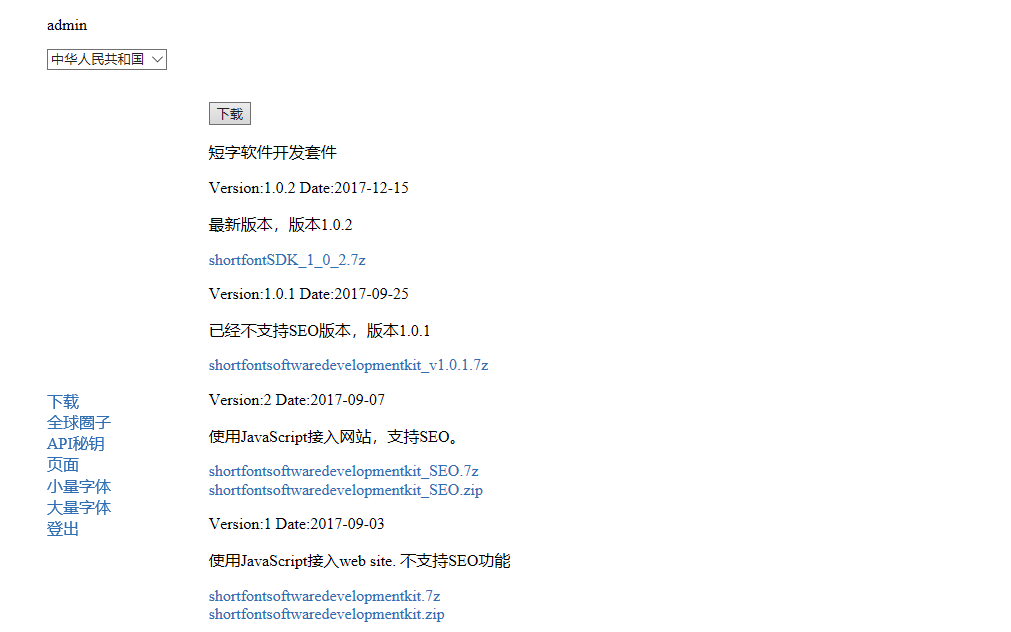 admin
中华人民共和国
下载
短字软件开发套件
Version:1.0.2 Date:2017-12-15
最新版本，版本1.0.2
shortfontSDK_1_0_2.7z
Version:1.0.1 Date:2017-09-25
已经不支持SEO版本，版本1.0.1
shortfontsoftwaredevelopmentkit_v1.0.1.7z
Version:2 Date:2017-09-07
使用JavaScript接入网站，支持SEO。
shortfontsoftwaredevelopmentkit_SEO.7z
shortfontsoftwaredevelopmentkit_SEO.zip
Version:1 Date:2017-09-03
使用JavaScript接入web site. 不支持SEO功能
shortfontsoftwaredevelopmentkit.7z
shortfontsoftwaredevelopmentkit.zip
下载
全球圈子
API秘钥
页面
小量字体
大量字体
登出